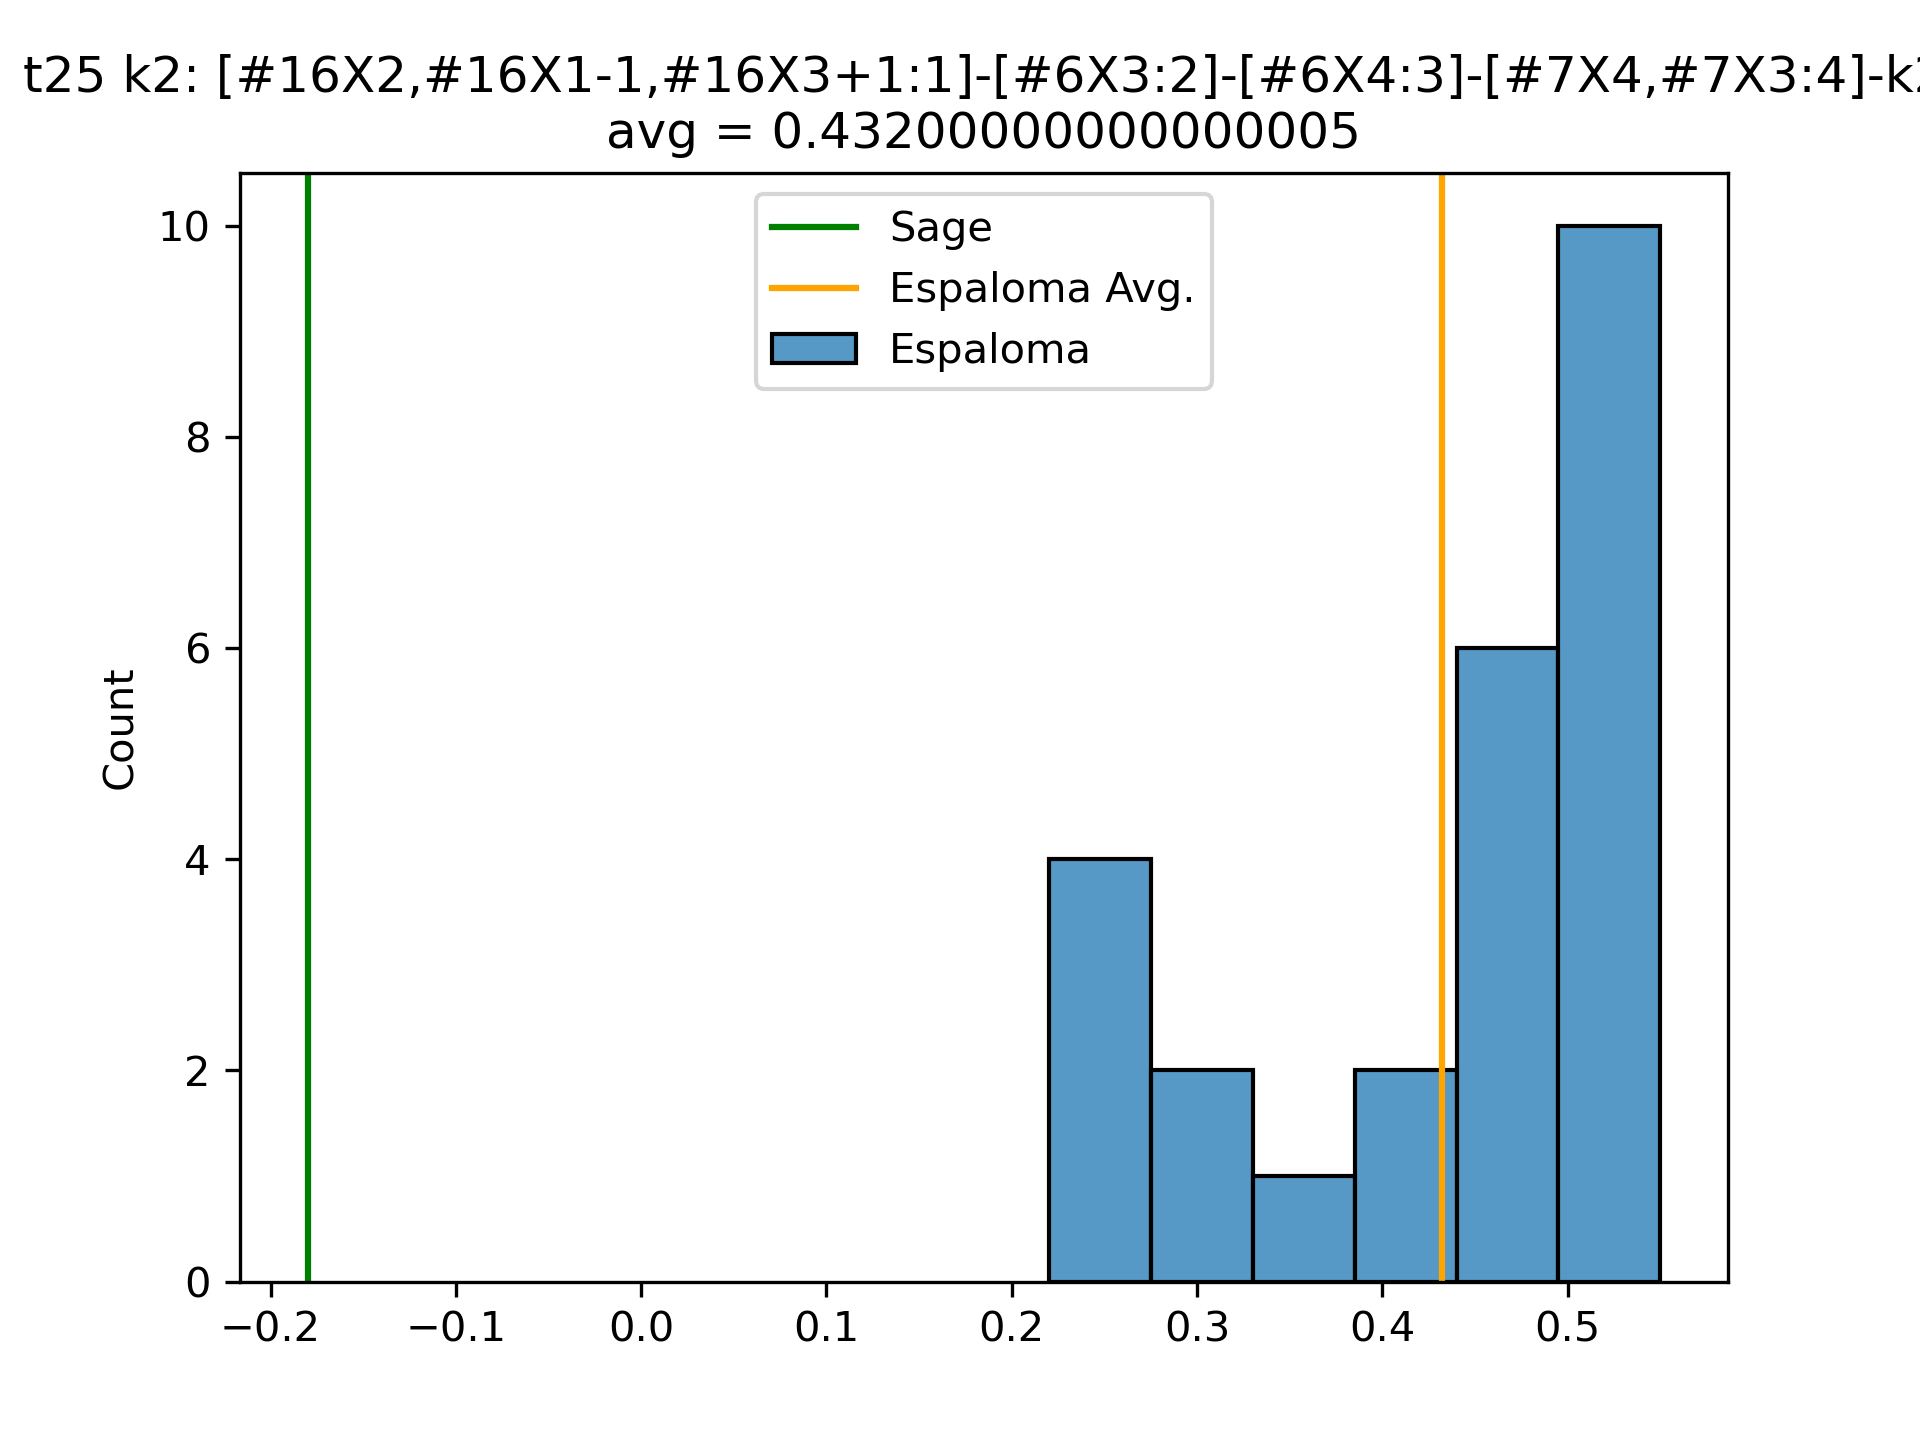 t25 k2: [#16X2,#16X1-1,#16X3+1:1]-[#6X3:2]-[#6X4:3]-[#7X4,#7X3:4]-k2
avg = 0.43200000000000005
Sage
Espaloma Avg.
Espaloma
Count
10
8
6
4
2
0
−0.2
−0.1
0.0
0.1
0.2
0.3
0.4
0.5